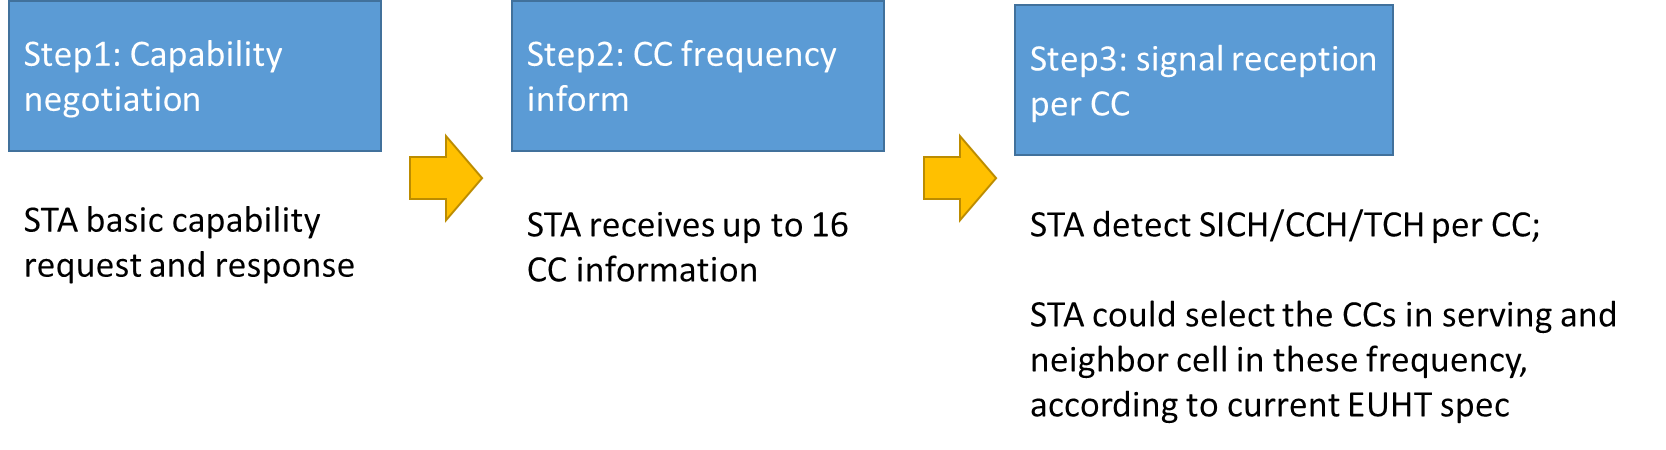 Step1: Capability
negotiation
STA basic capability
request and response
Step2: CC frequency
inform
STA receives up to 16
CC information
Step3: signal reception
per CC
STA detect SICH/CCH/TCH per CC;
STA could select the CCs in serving and
neighbor cell in these frequency,
according to current EUHT spec